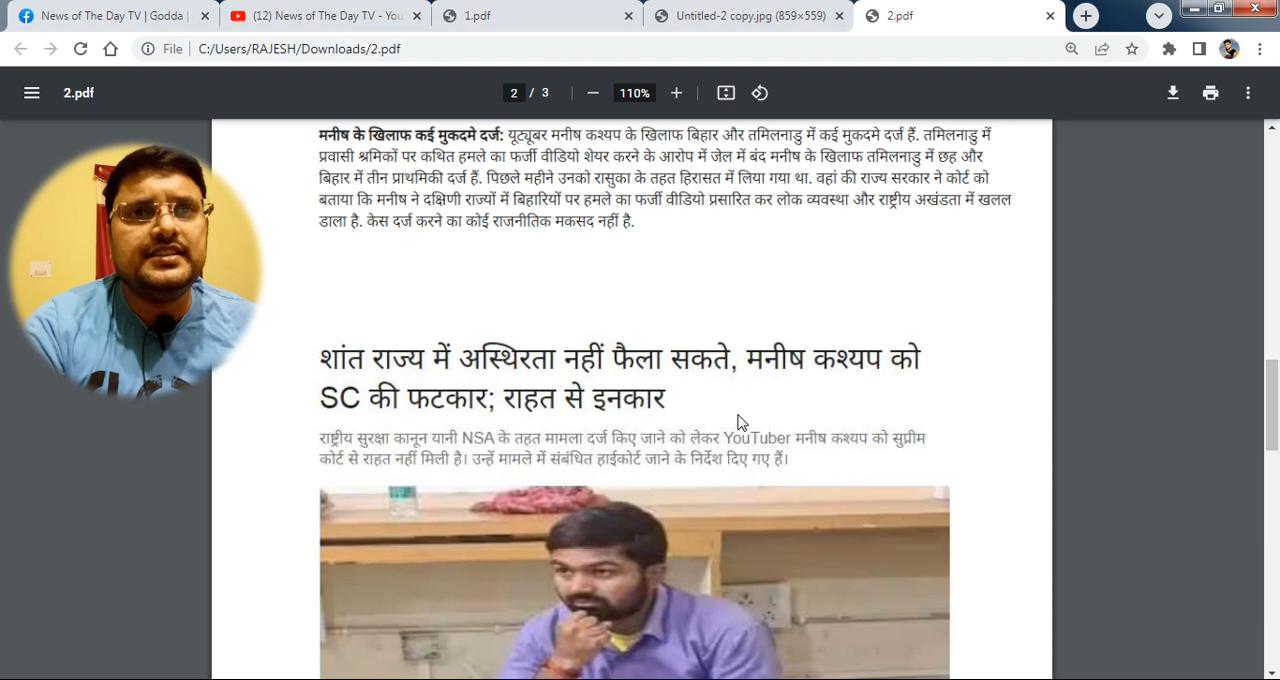 News of The Day TV | Godda |
(12) News of The Day TV - You
1.pdf
Untitled-2 copy.jpg (859×559)
2.pdf
File
C:/Users/RAJESH/Downloads/2.pdf
2.pdf
2 / 3
110%
मनीष के खिलाफ कई मुकदमे दर्ज: यूट्यूबर मनीष कश्यप के खिलाफ बिहार और तमिलनाडु में कई मुकदमे दर्ज हैं. तमिलनाडु में
प्रवासी श्रमिकों पर कथित हमले का फर्जी वीडियो शेयर करने के आरोप में जेल में बंद मनीष के खिलाफ तमिलनाडु में छह और
बिहार में तीन प्राथमिकी दर्ज हैं. पिछले महीने उनको रासुका के तहत हिरासत में लिया गया था. वहां की राज्य सरकार ने कोर्ट को
बताया कि मनीष ने दक्षिणी राज्यों में बिहारियों पर हमले का फर्जी वीडियो प्रसारित कर लोक व्यवस्था और राष्ट्रीय अखंडता में खलल
डाला है. केस दर्ज करने का कोई राजनीतिक मकसद नहीं है.
शांत राज्य में अस्थिरता नहीं फैला सकते, मनीष कश्यप को
SC की फटकार; राहत से इनकार
राष्ट्रीय सुरक्षा कानून यानी NSA के तहत मामला दर्ज किए जाने को लेकर YouTuber मनीष कश्यप को सुप्रीम
कोर्ट से राहत नहीं मिली है। उन्हें मामले में संबंधित हाईकोर्ट जाने के निर्देश दिए गए हैं।